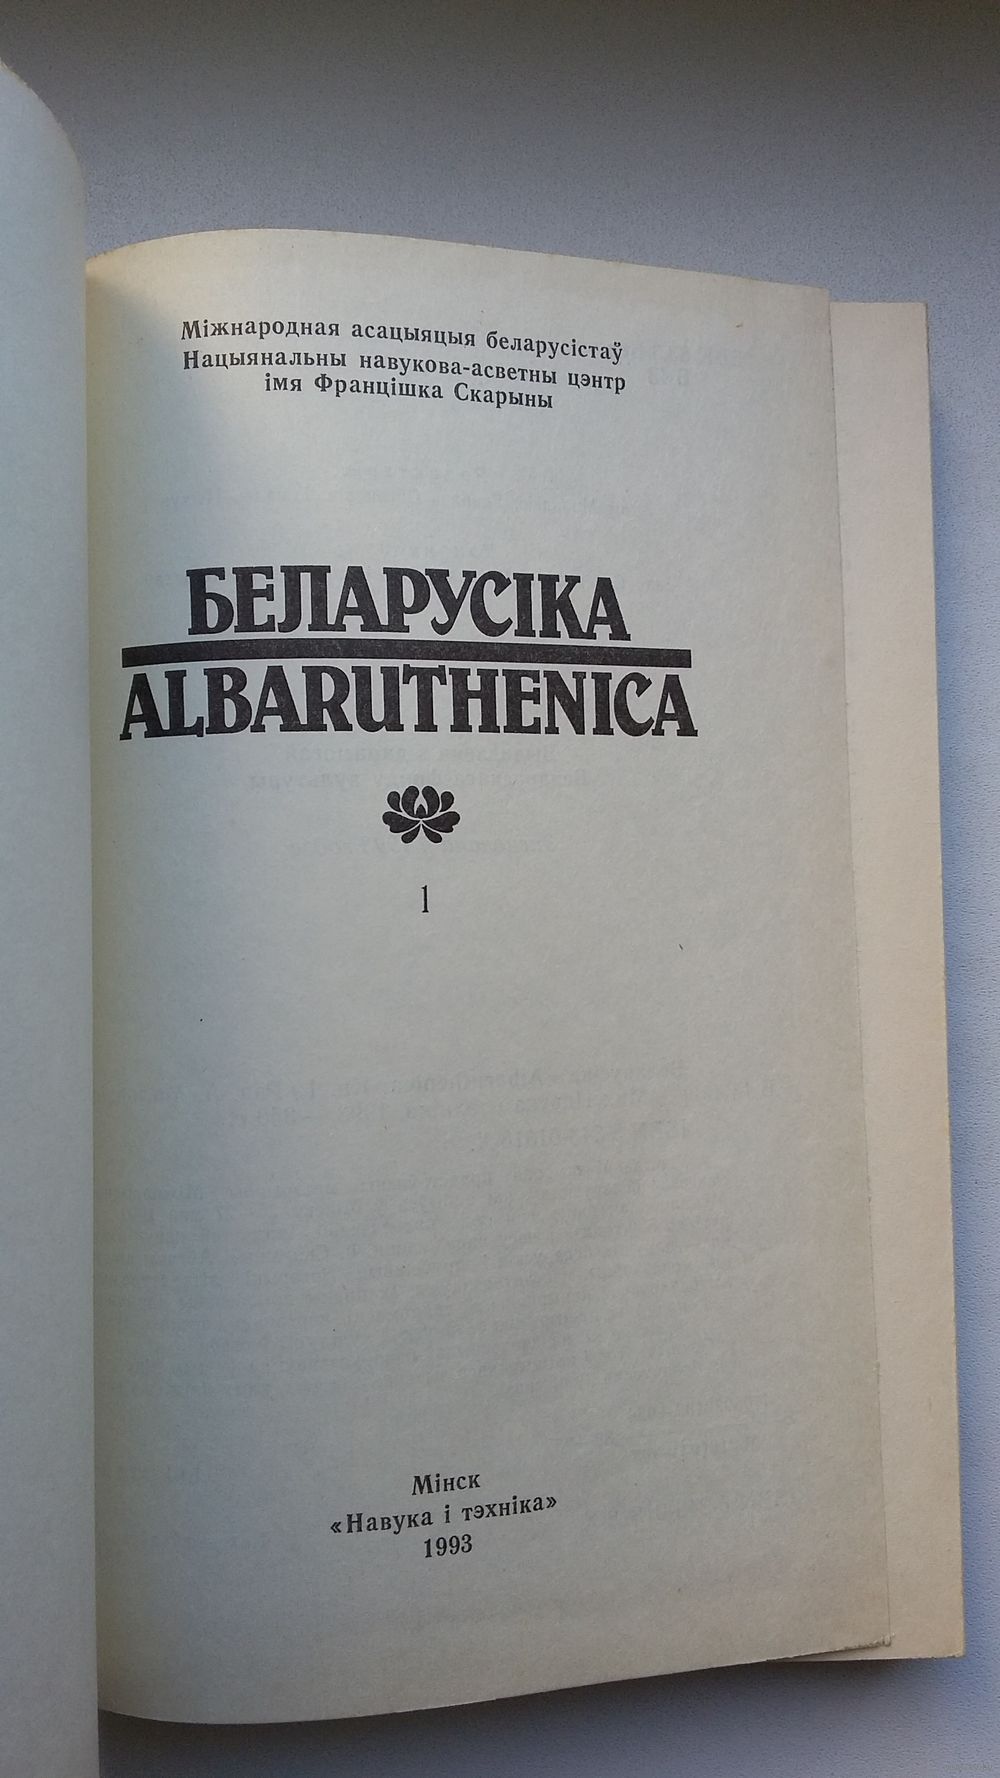 Міжнародная асацыяцыя беларусістаў
Нацыянальны навукова-асветны цэнтр
імя Францішка Скарыны
БЕЛАРУСІКА
ALBARUTHENICA
1
Мінск
«Навука і тэхніка»
1993